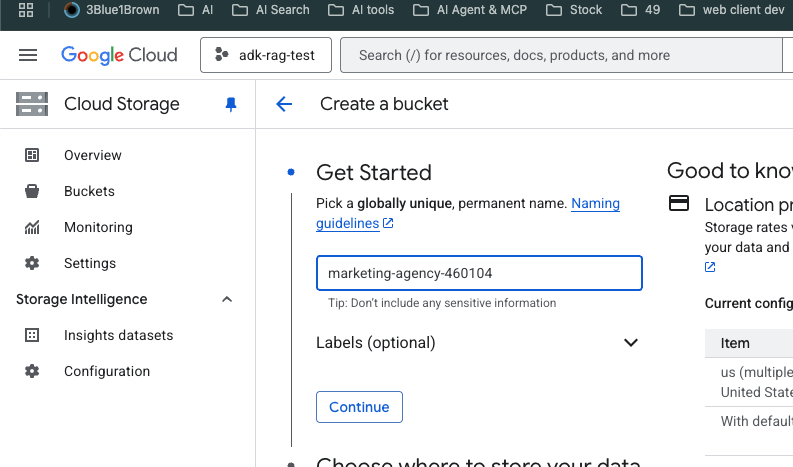 3Blue1Brown AI AI Search AI tools AI Agent & MCP Stock 49 web client dev
Google Cloud adk-rag-test Search (/) for resources, docs, products, and more
Cloud Storage
Create a bucket
Overview
Buckets
Monitoring
Settings
Storage Intelligence
Insights datasets
Configuration
Get Started
Pick a globally unique, permanent name. Naming
guidelines
marketing-agency-460104
Tip: Don't include any sensitive information
Labels (optional)
Continue
Choose where to store your data
Good to kno
Location pr
Storage rates
your data and
Current config
Item
us (multiple
United State
With defaul